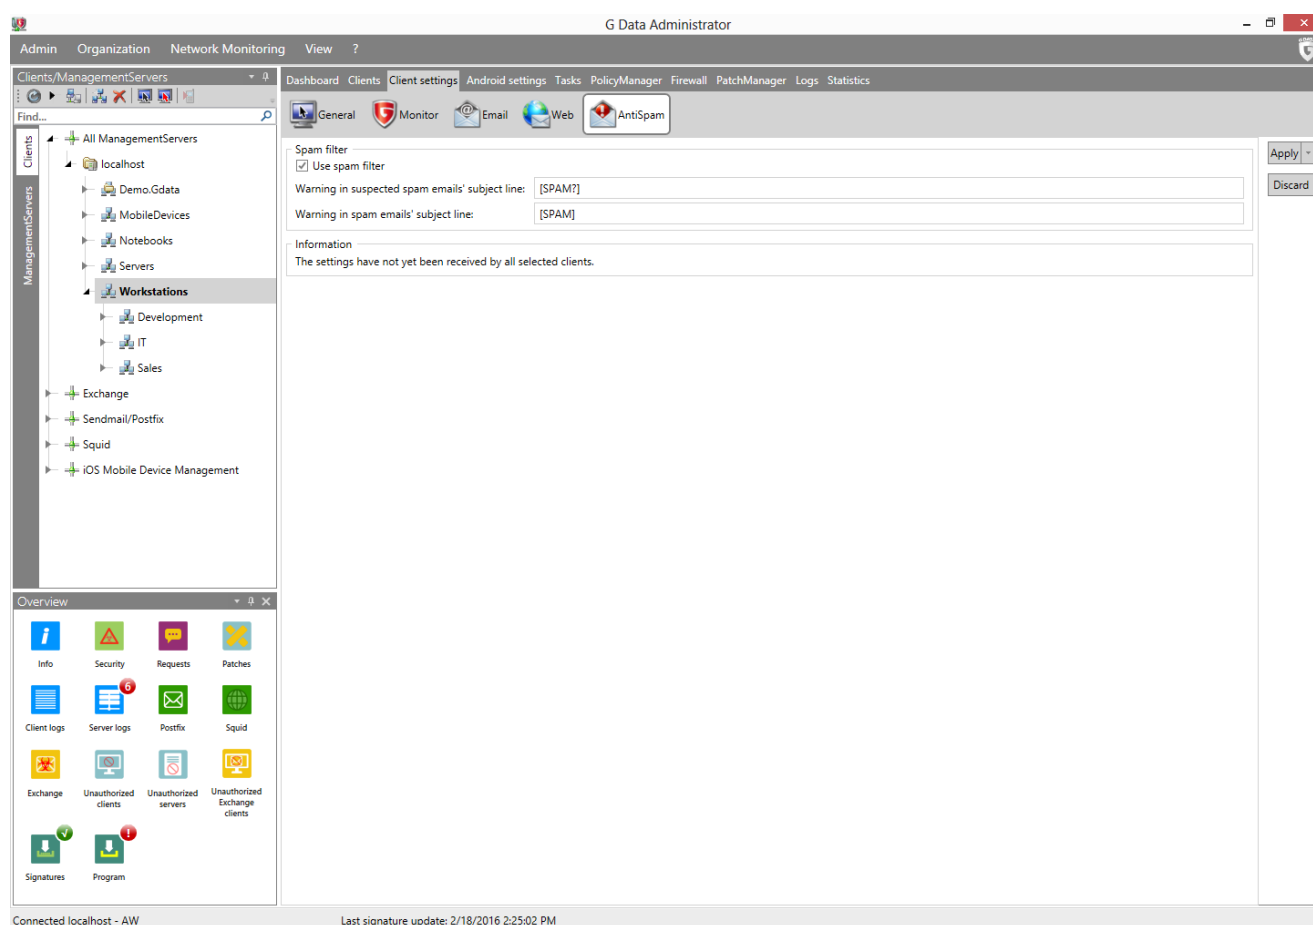 G Data Administrator
Admin Organization Network Monitoring View ?
Clients/ManagementServers
Find...
Clients
ManagementServers
All ManagementServers
localhost
Demo.Gdata
MobileDevices
Notebooks
Servers
Workstations
Development
IT
Sales
Exchange
Sendmail/Postfix
Squid
iOS Mobile Device Management
Dashboard Clients Client settings Android settings Tasks PolicyManager Firewall PatchManager Logs Statistics
General Monitor Email Web AntiSpam
Spam filter
Use spam filter
Warning in suspected spam emails' subject line: [SPAM?]
Warning in spam emails' subject line: [SPAM]
Information
The settings have not yet been received by all selected clients.
Apply
Discard
Overview
Info Security Requests Patches
6
Client logs Server logs Postfix Squid
Exchange Unauthorized clients Unauthorized servers Unauthorized Exchange clients
Signatures Program
Connected localhost - AW Last signature update: 2/18/2016 2:25:02 PM